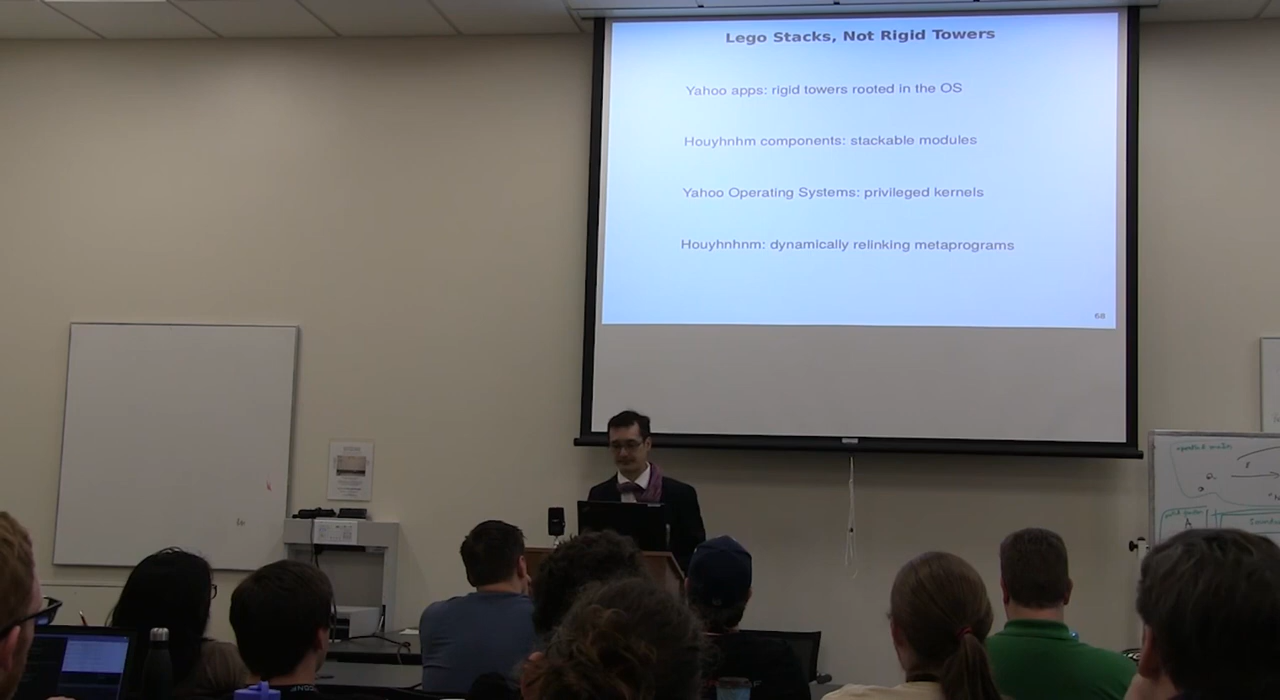 Lego Stacks, Not Rigid Towers
Yahoo apps: rigid towers rooted in the OS
Houyhnhm components: stackable modules
Yahoo Operating Systems: privileged kernels
Houyhnhnm: dynamically relinking metaprograms
68